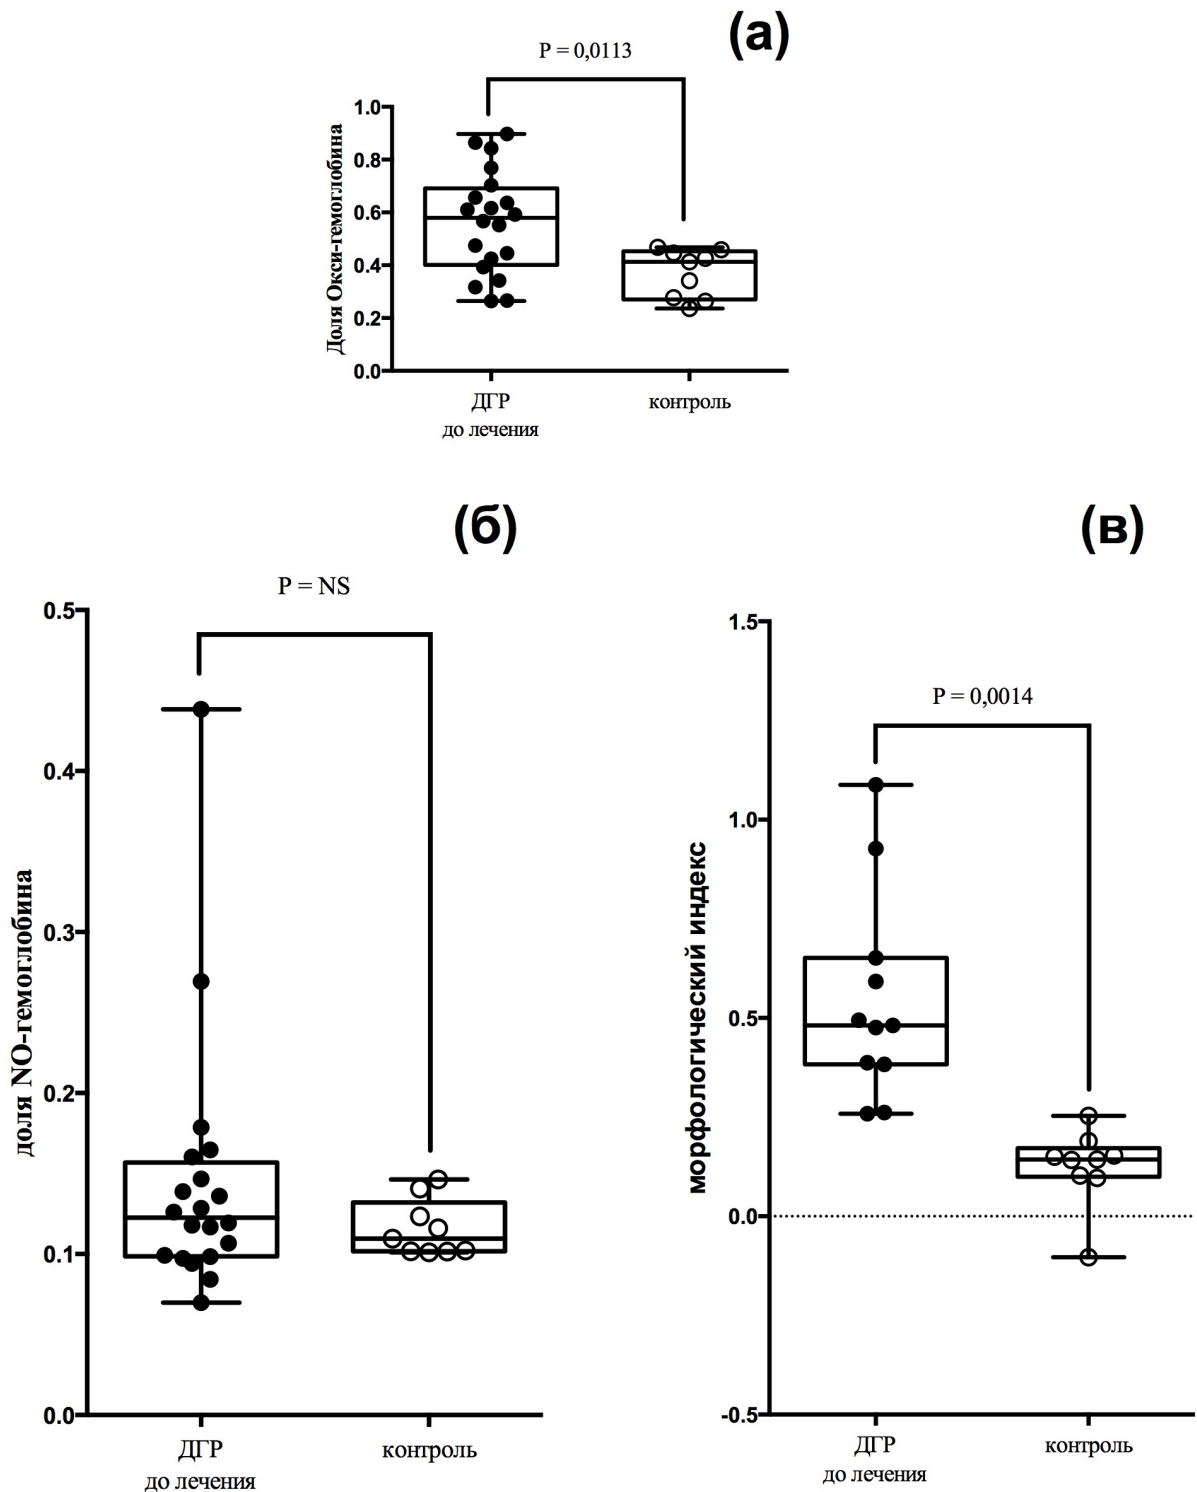 (а)
P = 0,0113
Доля Окси-гемоглобина
1.0
0.8
0.6
0.4
0.2
0.0
ДГР
до лечения
контроль
(б)
P = NS
доля NO-гемоглобина
0.5
0.4
0.3
0.2
0.1
0.0
ДГР
до лечения
контроль
(в)
P = 0,0014
морфологический индекс
1.5
1.0
0.5
0.0
-0.5
ДГР
до лечения
контроль